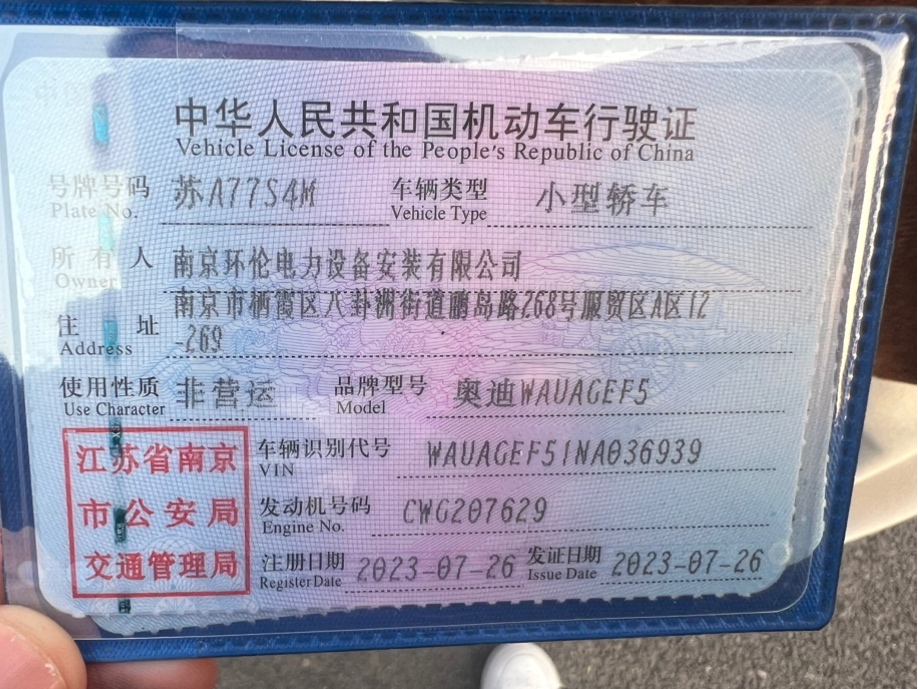 中华人民共和国机动车行驶证
Vehicle License of the People's Republic of China
号牌号码 苏A77S4M 车辆类型 小型轿车
Plate No. Vehicle Type
所有人 南京环伦电力设备安装有限公司
Owner
南京市栖霞区八卦洲街道鹂岛路268号服贸区A区12
住址 -269
Address
使用性质 非营运 品牌型号 奥迪WAUAGEF5
Use Character Model
江苏省南京
市公安局
交通管理局
车辆识别代号 WAUAGEF51NA036939
VIN
发动机号码 CWG207629
Engine No.
注册日期 2023-07-26 发证日期 2023-07-26
Register Date Issue Date